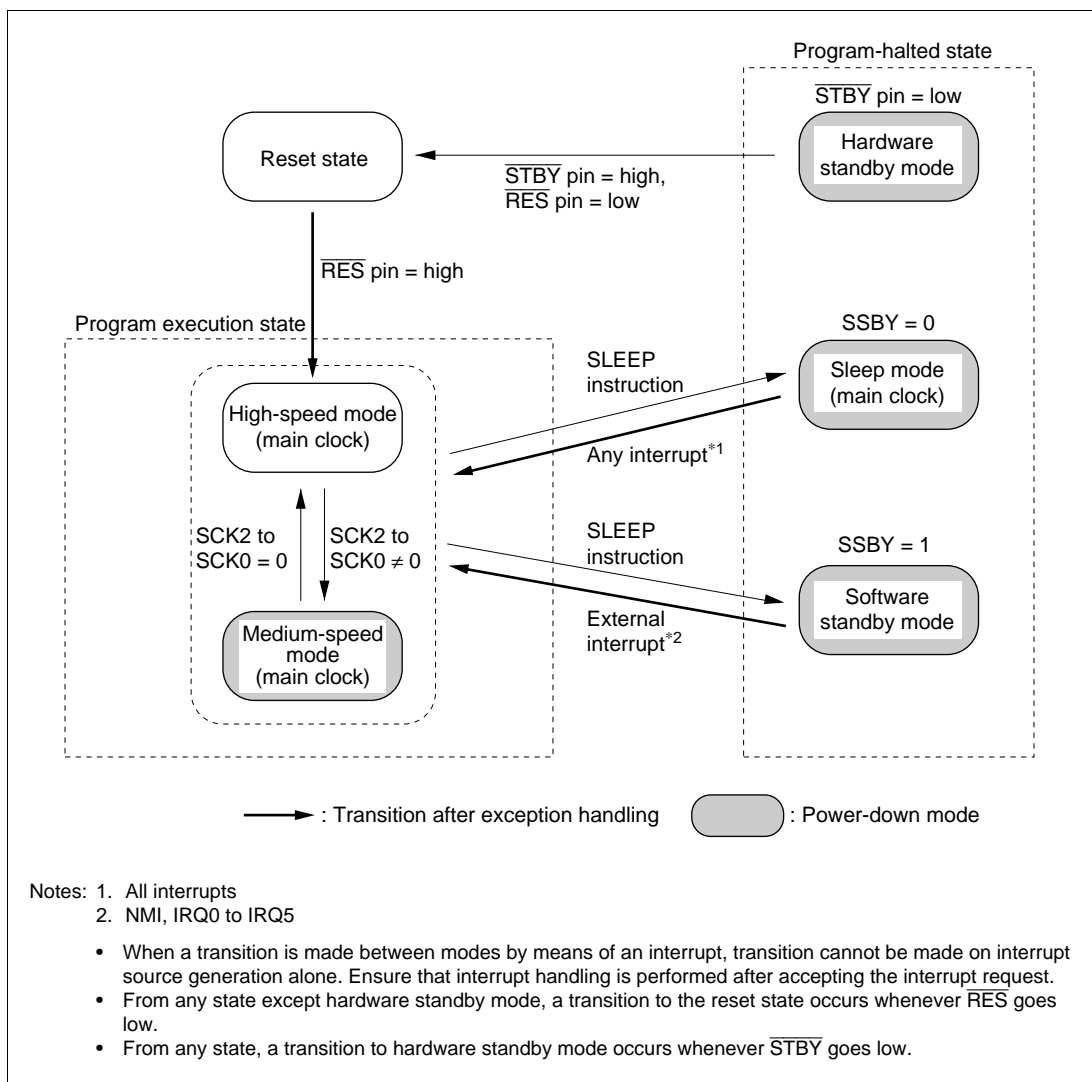 Program-halted state
STBY pin = low
Hardware
standby mode
Reset state
STBY pin = high,
RES pin = low
RES pin = high
Program execution state
SSBY = 0
Sleep mode
(main clock)
SLEEP
instruction
High-speed mode
(main clock)
Any interrupt*1
SCK2 to
SCK0 = 0
SCK2 to
SCK0 ≠ 0
SLEEP
instruction
SSBY = 1
Software
standby mode
External
interrupt*2
Medium-speed
mode
(main clock)
: Transition after exception handling
: Power-down mode
Notes: 1. All interrupts
2. NMI, IRQ0 to IRQ5
• When a transition is made between modes by means of an interrupt, transition cannot be made on interrupt
source generation alone. Ensure that interrupt handling is performed after accepting the interrupt request.
• From any state except hardware standby mode, a transition to the reset state occurs whenever RES goes
low.
• From any state, a transition to hardware standby mode occurs whenever STBY goes low.